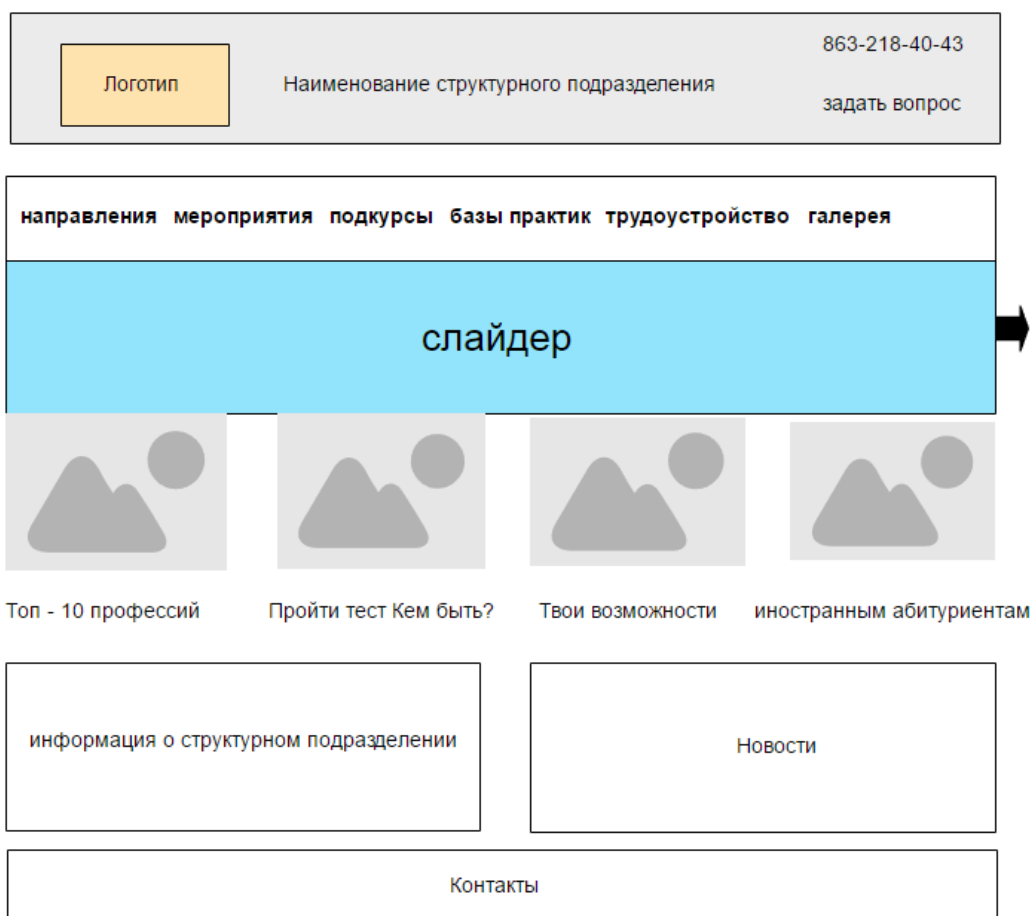 863-218-40-43
Логотип
Наименование структурного подразделения
задать вопрос
направления мероприятия подкурсы базы практик трудоустройство галерея
слайдер
Топ - 10 профессий
Пройти тест Кем быть?
Твои возможности
иностранным абитуриентам
информация о структурном подразделении
Новости
Контакты